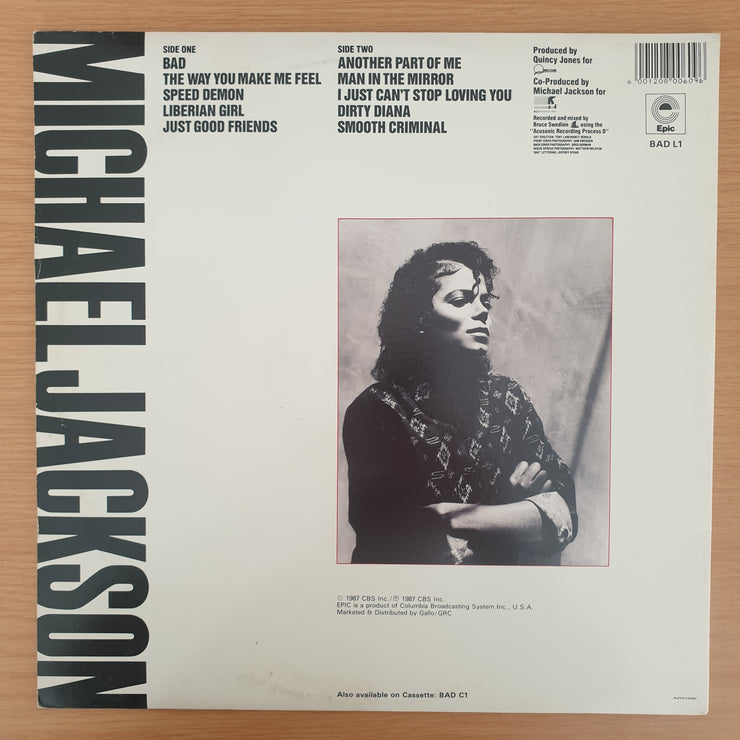 MICHAEL JACKSON
SIDE ONE
BAD
THE WAY YOU MAKE ME FEEL
SPEED DEMON
LIBERIAN GIRL
JUST GOOD FRIENDS
SIDE TWO
ANOTHER PART OF ME
MAN IN THE MIRROR
I JUST CAN'T STOP LOVING YOU
DIRTY DIANA
SMOOTH CRIMINAL
Produced by
Quincy Jones for
Co-Produced by
Michael Jackson for
Recorded and mixed by
Bruce Swedien using the
"Acusonic Recording Process D"
6 001208 006096
Epic
BAD L1
© 1987 CBS Inc./℗ 1987 CBS Inc.
EPIC is a product of Columbia Broadcasting System Inc., U.S.A.
Marketed & Distributed by Gallo/GRC
Also available on Cassette: BAD C1